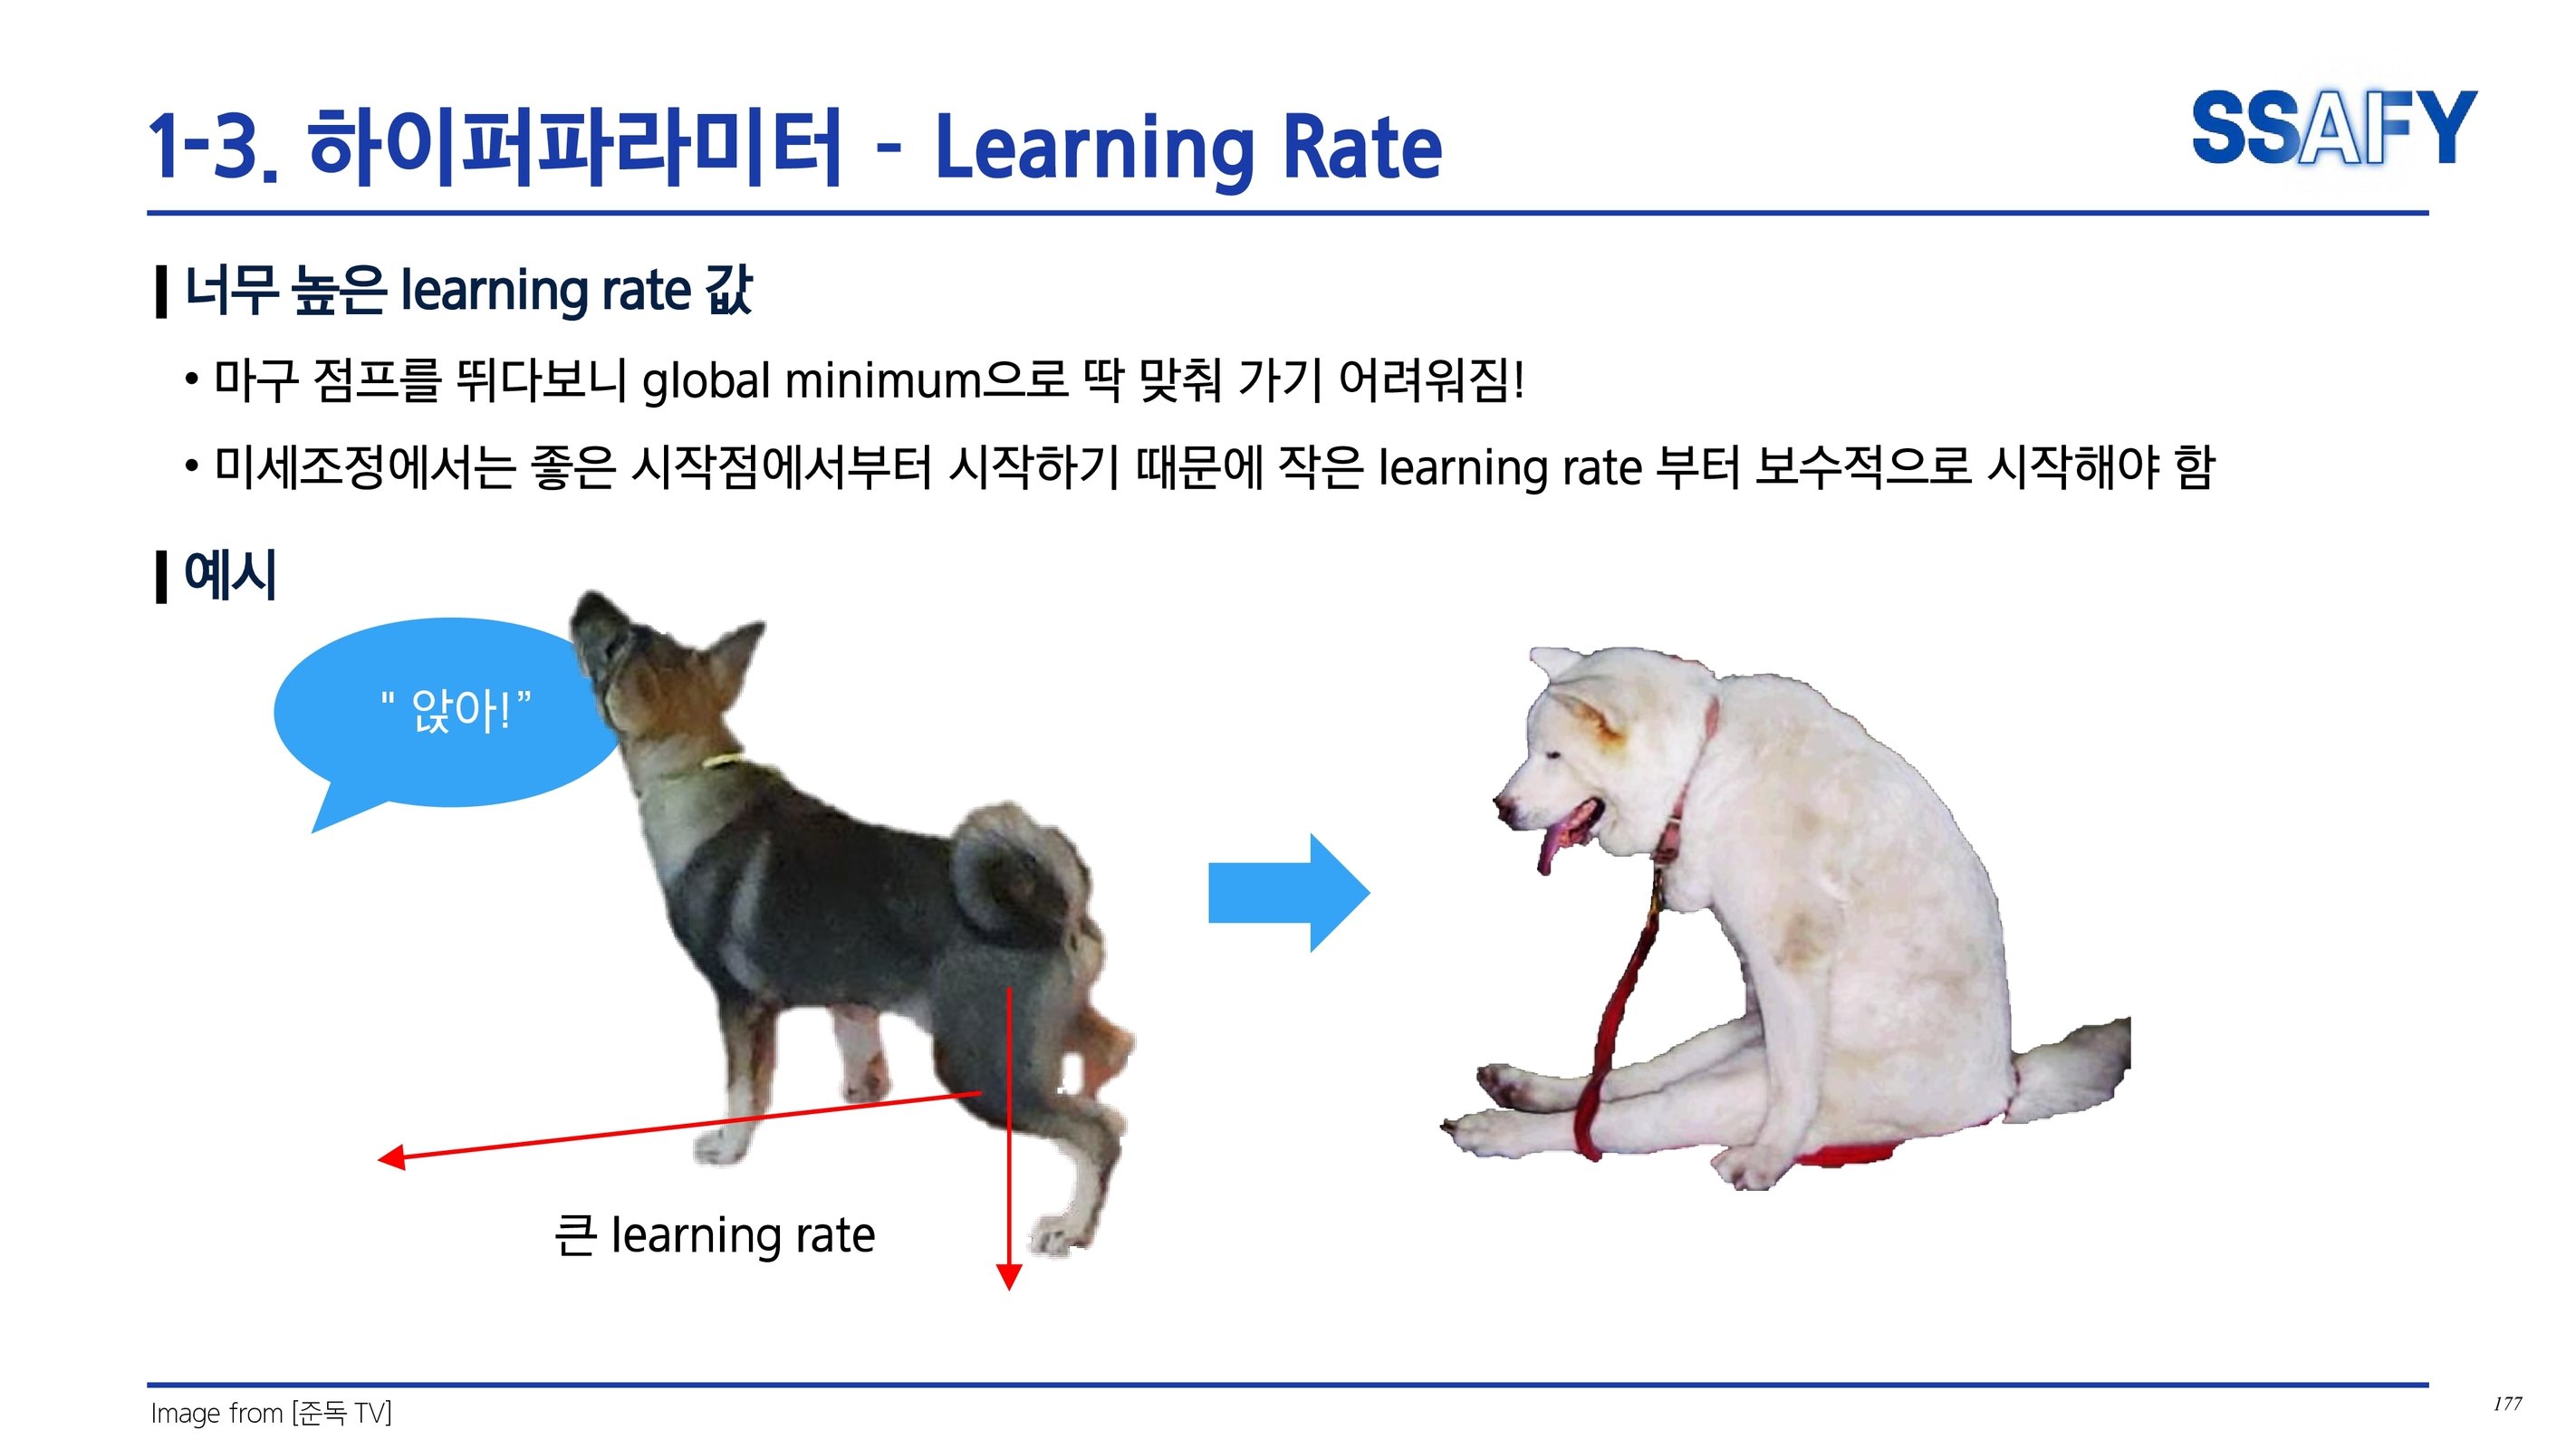 1-3. 하이퍼파라미터 - Learning Rate
SSAFY
너무 높은 learning rate 값
• 마구 점프를 뛰다보니 global minimum으로 딱 맞춰 가기 어려워짐!
• 미세조정에서는 좋은 시작점에서부터 시작하기 때문에 작은 learning rate 부터 보수적으로 시작해야 함
예시
" 앉아!”
큰 learning rate
Image from [준독 TV]
177